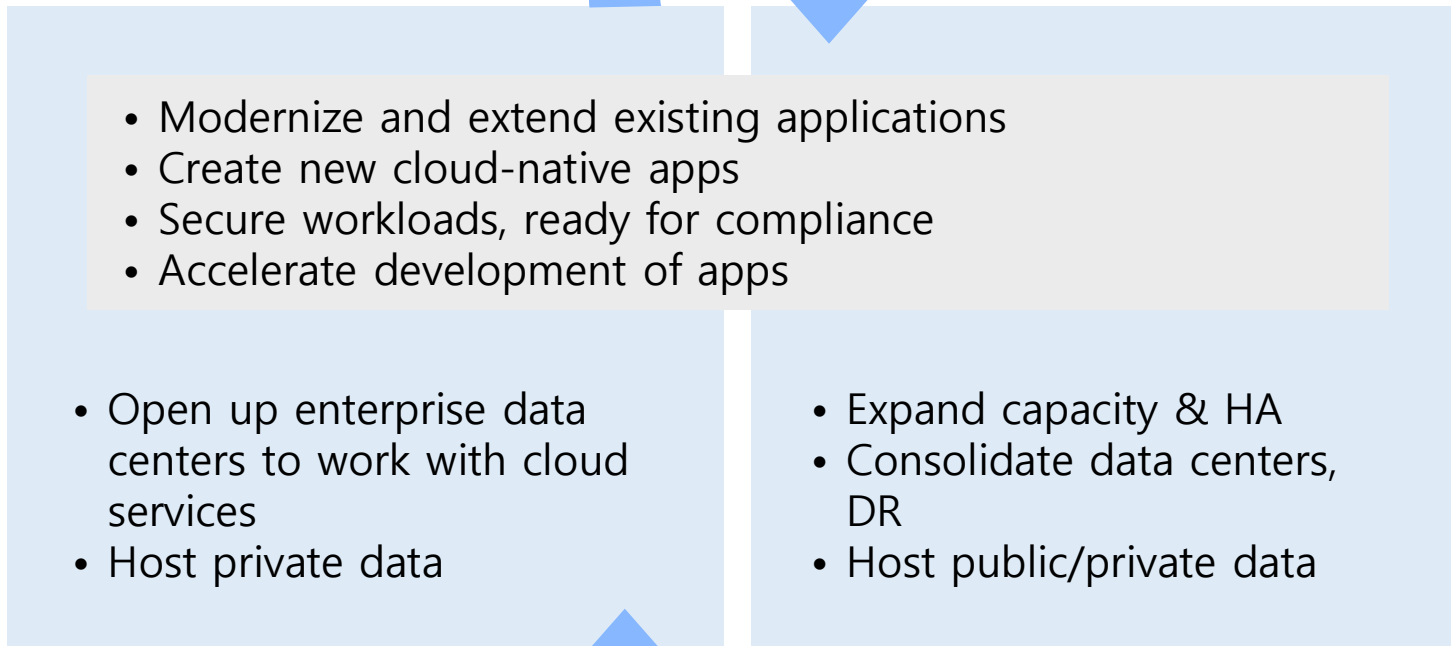 • Modernize and extend existing applications
• Create new cloud-native apps
• Secure workloads, ready for compliance
• Accelerate development of apps
• Open up enterprise data
centers to work with cloud
services
• Host private data
• Expand capacity & HA
• Consolidate data centers,
DR
• Host public/private data